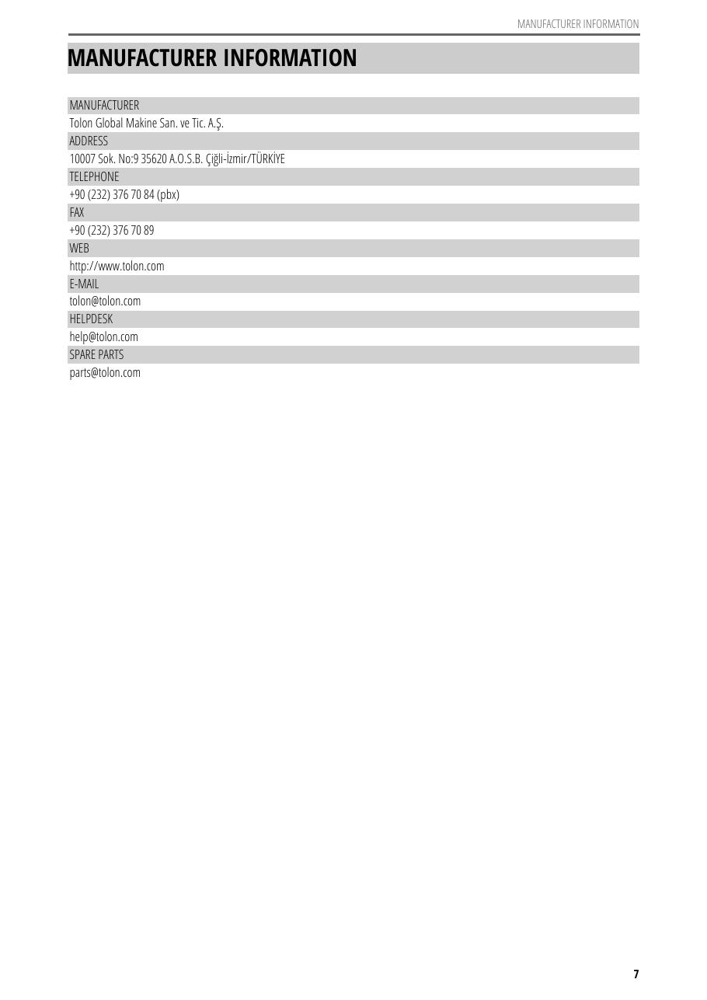 MANUFACTURER INFORMATION
MANUFACTURER INFORMATION
MANUFACTURER
Tolon Global Makine San. ve Tic. A.Ş.
ADDRESS
10007 Sok. No:9 35620 A.O.S.B. Çiğli-İzmir/TÜRKİYE
TELEPHONE
+90 (232) 376 70 84 (pbx)
FAX
+90 (232) 376 70 89
WEB
http://www.tolon.com
E-MAIL
tolon@tolon.com
HELPDESK
help@tolon.com
SPARE PARTS
parts@tolon.com
7